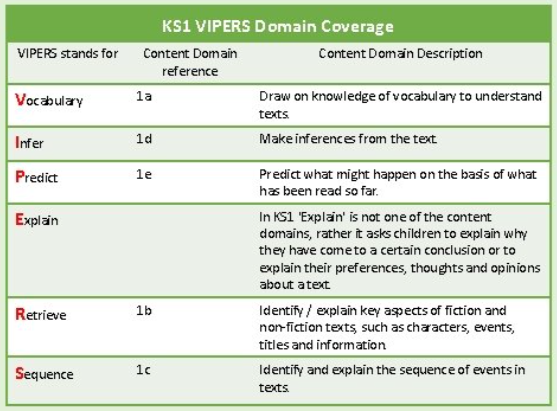 KS1 VIPERS Domain Coverage
VIPERS stands for
Content Domain
reference
Content Domain Description
Vocabulary
1a
Draw on knowledge of vocabulary to understand
texts.
Infer
1d
Make inferences from the text.
Predict
1e
Predict what might happen on the basis of what
has been read so far.
Explain
In KS1 'Explain' is not one of the content
domains, rather it asks children to explain why
they have come to a certain conclusion or to
explain their preferences, thoughts and opinions
about a text.
Retrieve
1b
Identify / explain key aspects of fiction and
non-fiction texts, such as characters, events,
titles and information.
Sequence
1c
Identify and explain the sequence of events in
texts.